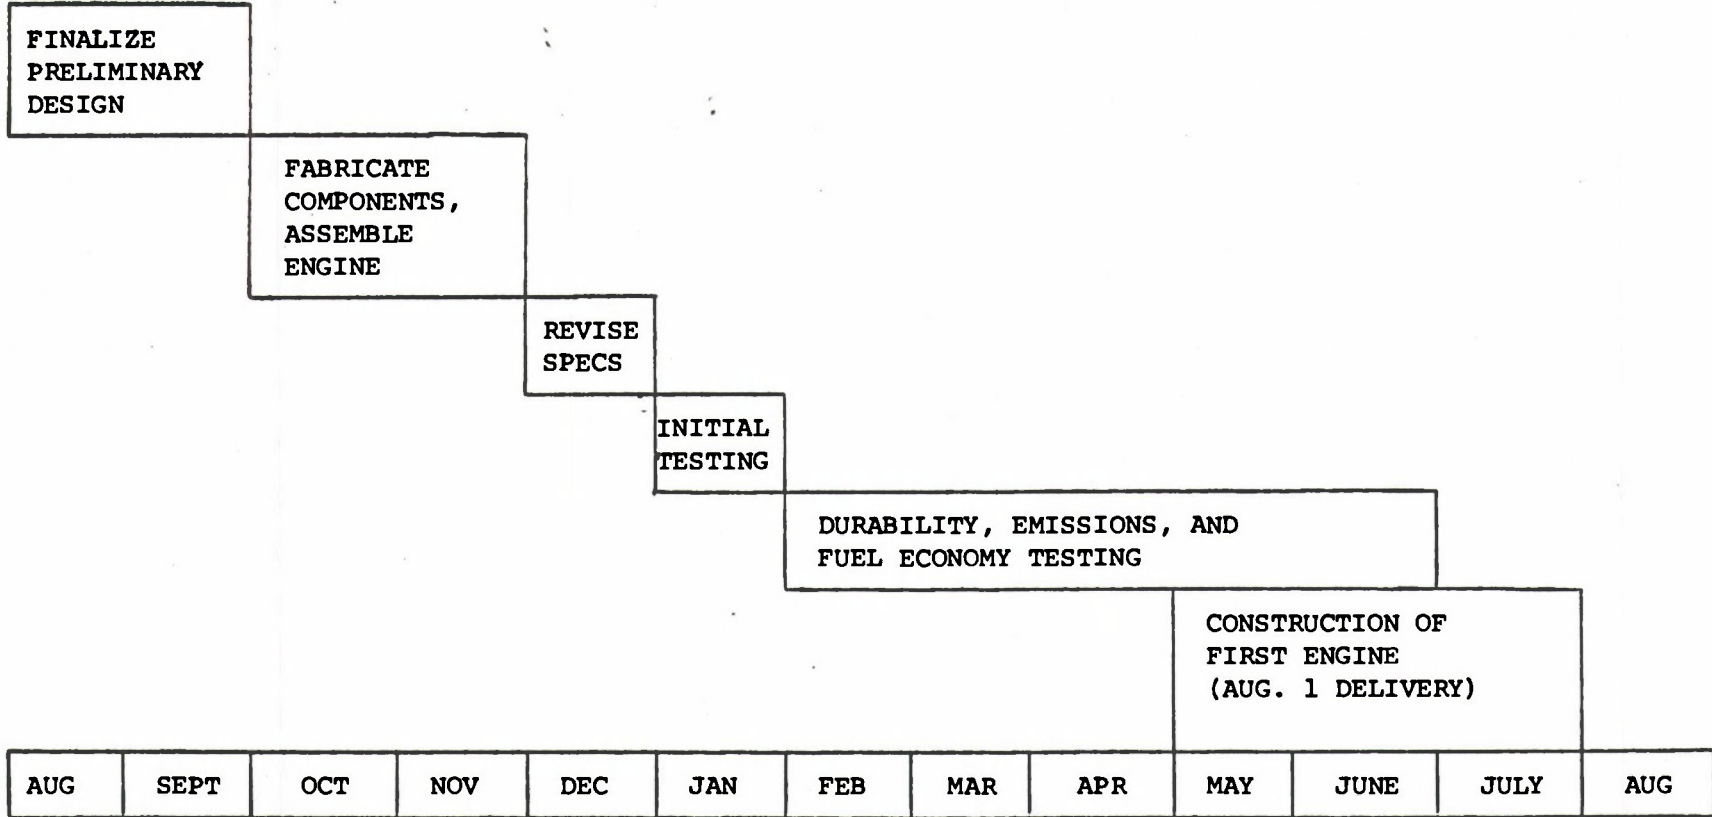 FINALIZE
PRELIMINARY
DESIGN
FABRICATE
COMPONENTS,
ASSEMBLE
ENGINE
REVISE
SPECS
INITIAL
TESTING
DURABILITY, EMISSIONS, AND
FUEL ECONOMY TESTING
CONSTRUCTION OF
FIRST ENGINE
(AUG. 1 DELIVERY)
AUG SEPT OCT NOV DEC JAN FEB MAR APR MAY JUNE JULY AUG